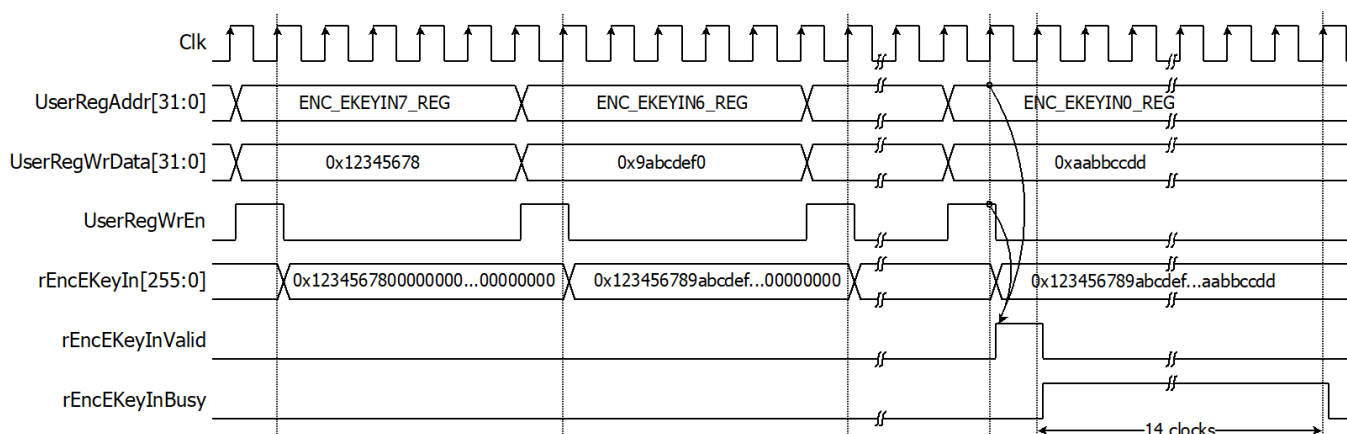 Clk
UserRegAddr[31:0] ENC_EKEYIN7_REG ENC_EKEYIN6_REG ENC_EKEYIN0_REG
UserRegWrData[31:0] 0x12345678 0x9abcdef0 0xaabbccdd
UserRegWrEn
rEncEKeyIn[255:0] 0x1234567800000000...00000000 0x123456789abcdef...00000000 0x123456789abcdef...aabbccdd
rEncEKeyInValid
rEncEKeyInBusy
14 clocks